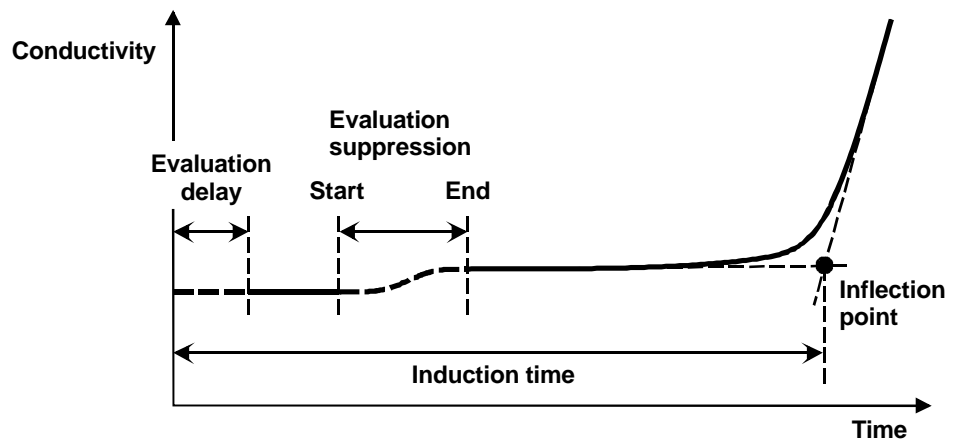 Conductivity
Evaluation
suppression
Evaluation
delay
Start
End
Inflection
point
Induction time
Time